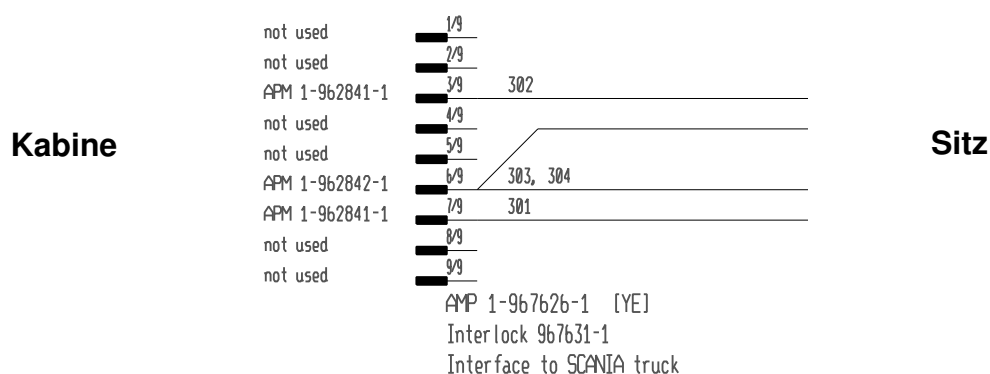 not used 1/9
not used 2/9
APM 1-962841-1 3/9 302
not used 4/9
Kabine
Sitz
not used 5/9
APM 1-962842-1 6/9 303, 304
APM 1-962841-1 7/9 301
not used 8/9
not used 9/9
AMP 1-967626-1 [YE]
Interlock 967631-1
Interface to SCANIA truck